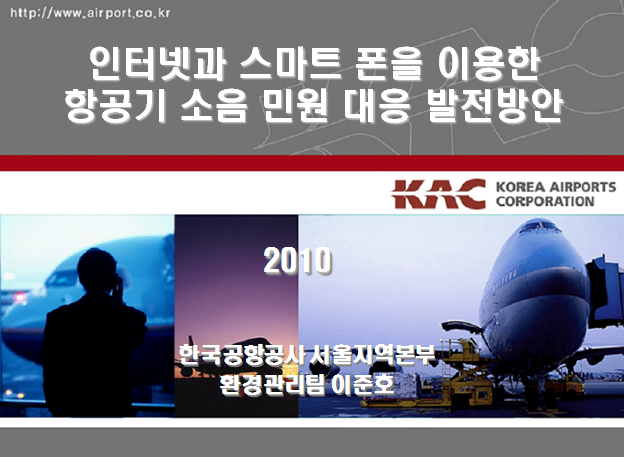 http://www.airport.co.kr
인터넷과 스마트 폰을 이용한
항공기 소음 민원 대응 발전방안
KAC KOREA AIRPORTS
CORPORATION
2010
한국공항공사 서울지역본부
환경관리팀 이준호